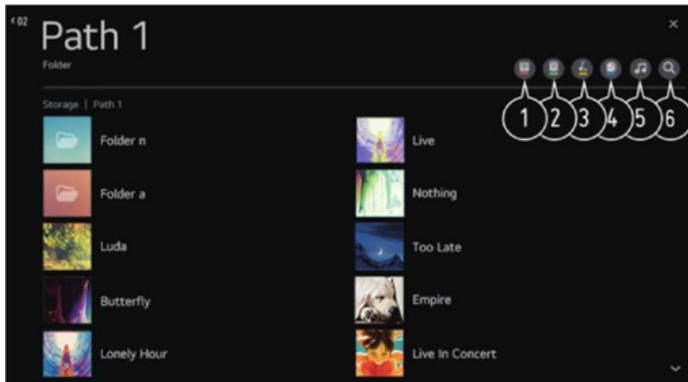 < 02
Path 1
Folder
Storage | Path 1
1 2 3 4 5 6
Folder n
Live
Folder a
Nothing
Luda
Too Late
Butterfly
Empire
Lonely Hour
Live In Concert